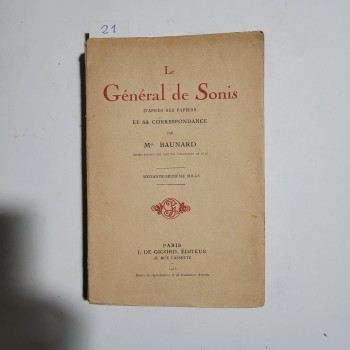 21
Le
Général de Sonis
D'APRÈS SES PAPIERS
ET SA CORRESPONDANCE
PAR
Mgr BAUNARD
PARIS
J. DE GIGORD, ÉDITEUR
RUE CASSETTE